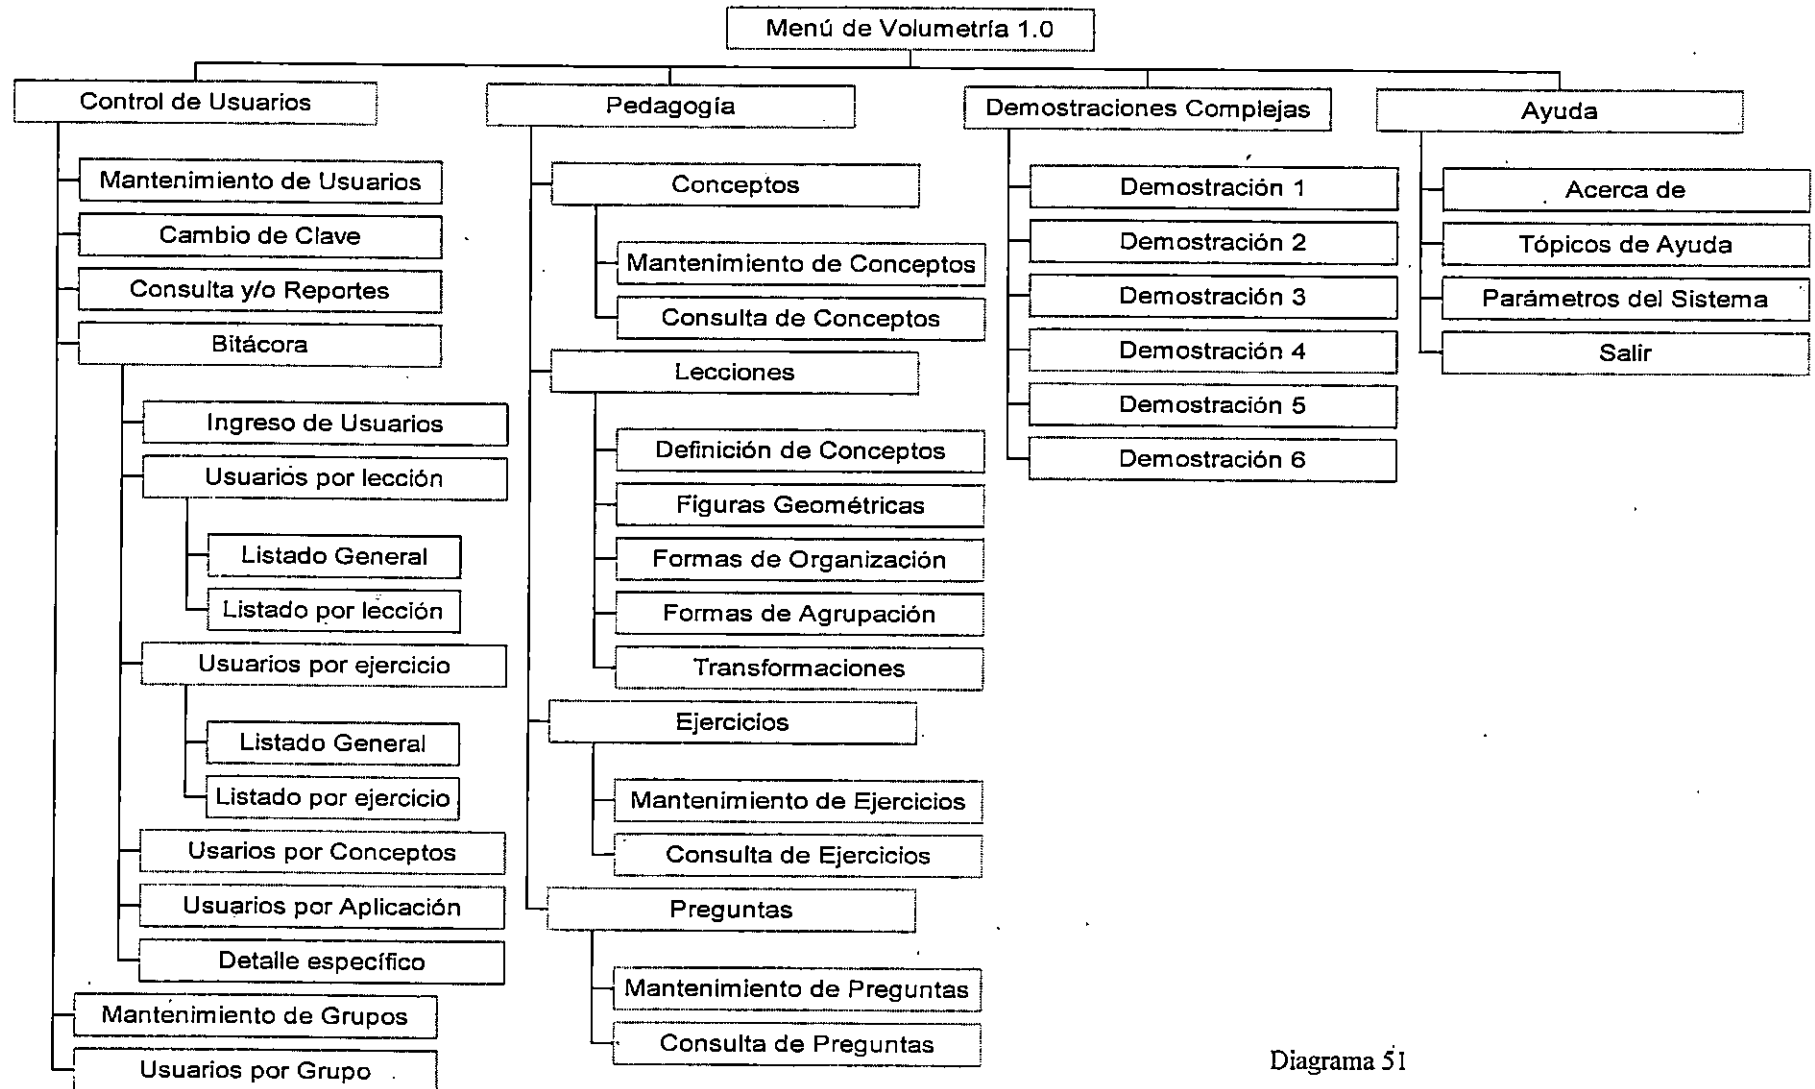 Menú de Volumetría 1.0
Control de Usuarios
Mantenimiento de Usuarios
Cambio de Clave
Consulta y/o Reportes
Bitácora
Ingreso de Usuarios
Usuarios por lección
Listado General
Listado por lección
Usuarios por ejercicio
Listado General
Listado por ejercicio
Usarios por Conceptos
Usuarios por Aplicación
Detalle específico
Mantenimiento de Grupos
Usuarios por Grupo
Pedagogía
Conceptos
Mantenimiento de Conceptos
Consulta de Conceptos
Lecciones
Definición de Conceptos
Figuras Geométricas
Formas de Organización
Formas de Agrupación
Transformaciones
Ejercicios
Mantenimiento de Ejercicios
Consulta de Ejercicios
Preguntas
Mantenimiento de Preguntas
Consulta de Preguntas
Demostraciones Complejas
Demostración 1
Demostración 2
Demostración 3
Demostración 4
Demostración 5
Demostración 6
Ayuda
Acerca de
Tópicos de Ayuda
Parámetros del Sistema
Salir
Diagrama 51